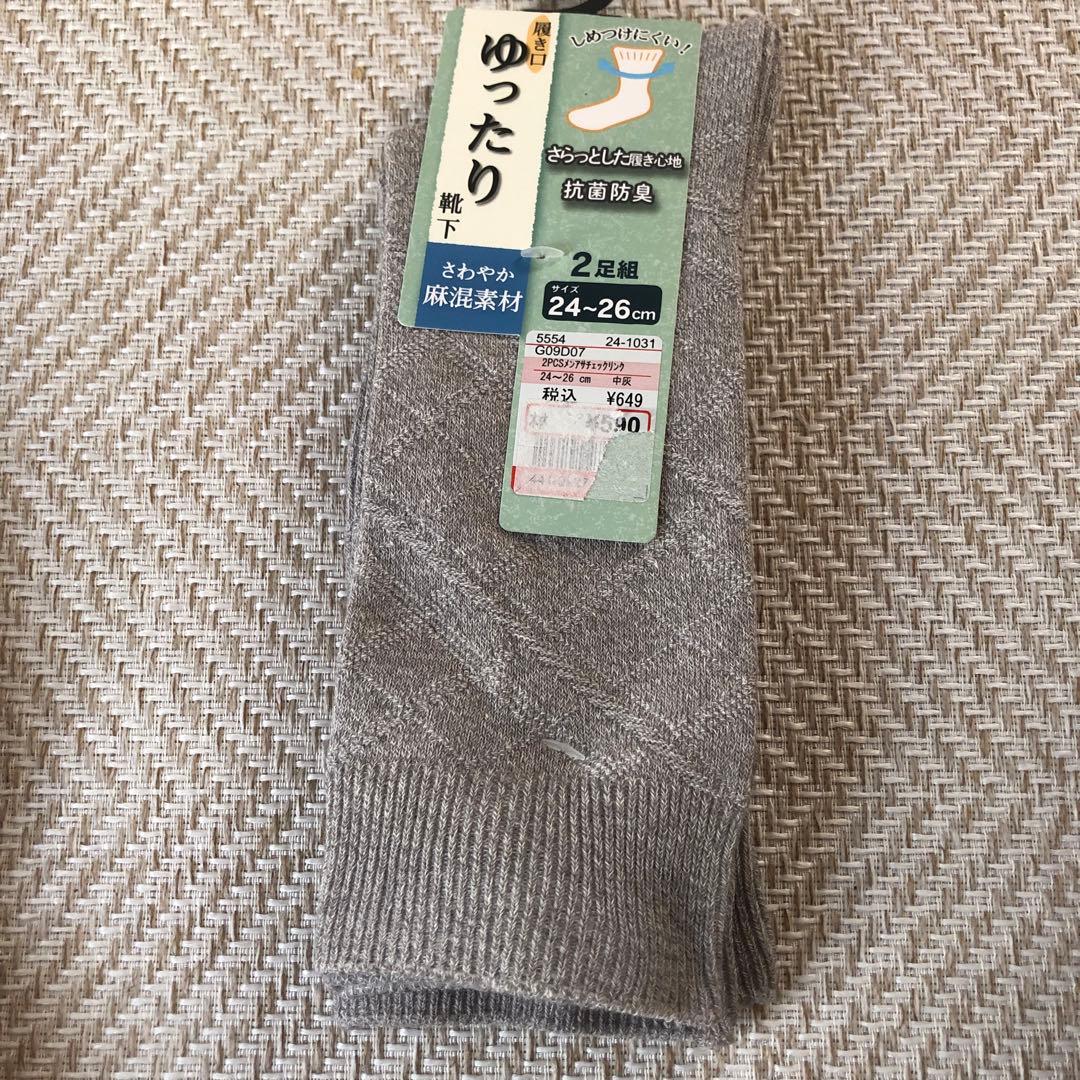 履き口
ゆったり
靴下
さわやか
麻混素材
しめつけにくい！
さらっとした履き心地
抗菌防臭
2足組
サイズ
24~26cm
5554 24-1031
G09D07
2PCSメンアサチェックリンク
24~26 cm 中灰
税込 ¥649
¥590